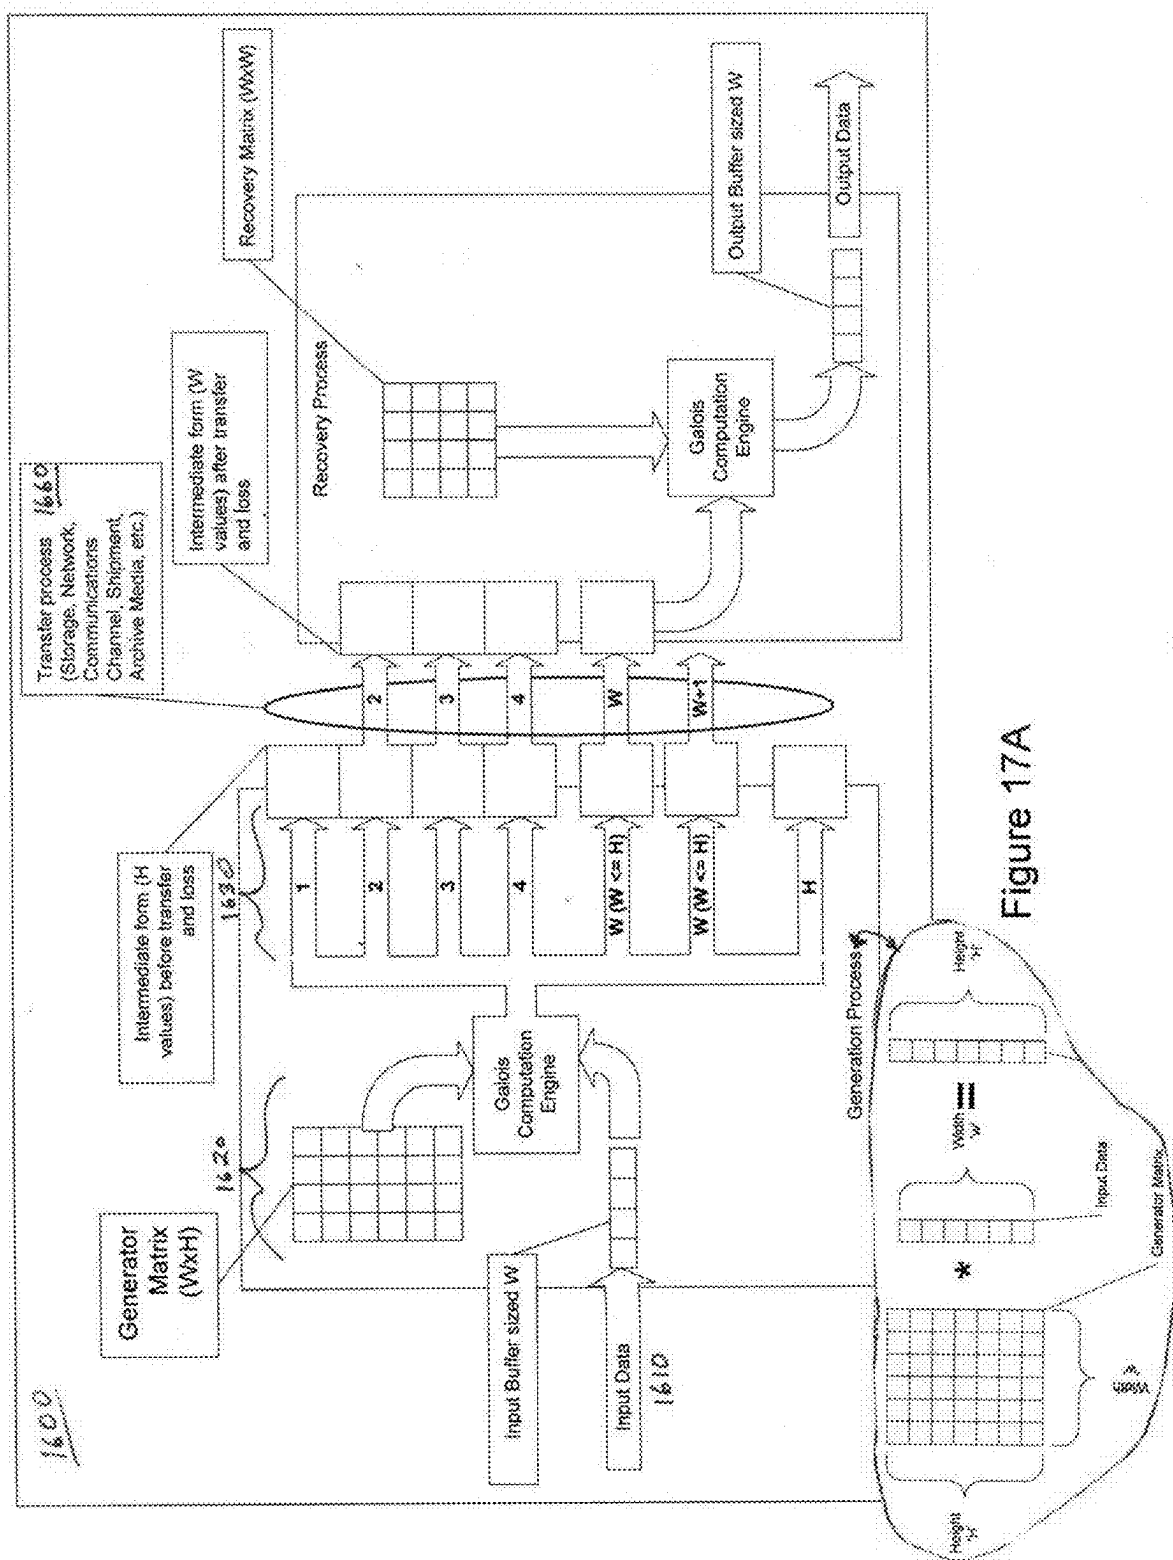 1600
Generator
Matrix
(WxH)
1620
Input Buffer sized W
Input Data
1610
Galois
Computation
Engine
Intermediate form (H
values) before transfer
and loss
1630
1
2
3
4
W (W <= H)
W (W <= H)
H
Transfer process 1660
(Storage, Network,
Communications
Channel, Shipment,
Archive Media, etc.)
2
3
4
W
W+1
Intermediate form (W
values) after transfer
and loss
Recovery Process
Recovery Matrix (WxW)
Galois
Computation
Engine
Output Buffer sized W
Output Data
Generation Process
Height
"H"
Width
*
Width
"W"
=
Height
"H"
Input Data
Generator Matrix
Figure 17A